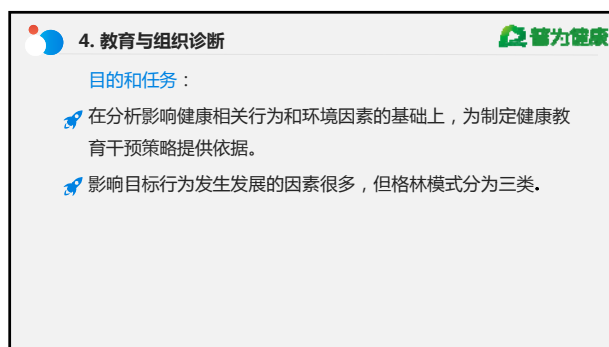 4. 教育与组织诊断
普为健康
目的和任务：
在分析影响健康相关行为和环境因素的基础上，为制定健康教
育干预策略提供依据。
影响目标行为发生发展的因素很多，但格林模式分为三类.